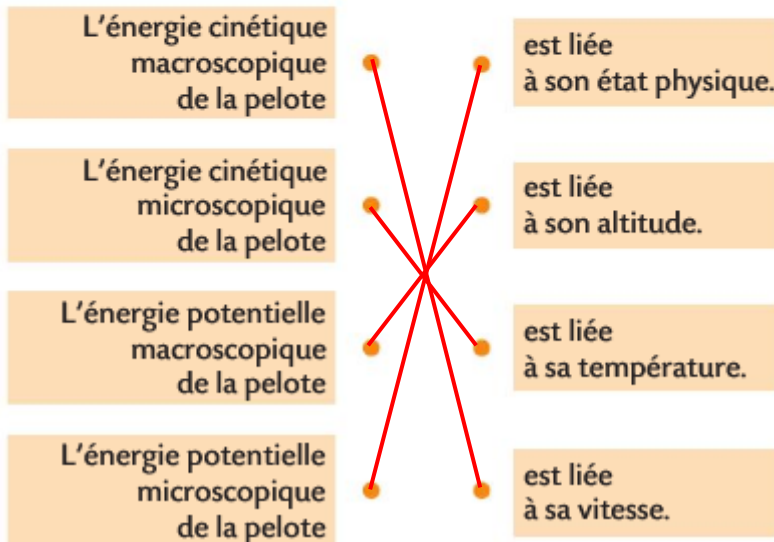 L'énergie cinétique
macroscopique
de la pelote
est liée
à son état physique.
L'énergie cinétique
microscopique
de la pelote
est liée
à son altitude.
L'énergie potentielle
macroscopique
de la pelote
est liée
à sa température.
L'énergie potentielle
microscopique
de la pelote
est liée
à sa vitesse.